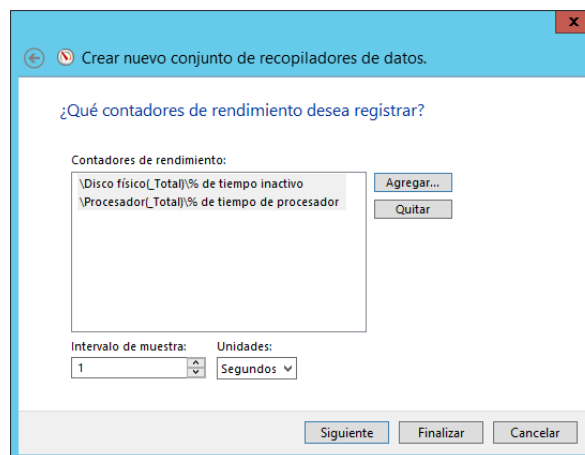 x
Crear nuevo conjunto de recopiladores de datos.
¿Qué contadores de rendimiento desea registrar?
Contadores de rendimiento:
\Disco físico(_Total)\% de tiempo inactivo
\Procesador(_Total)\% de tiempo de procesador
Agregar...
Quitar
Intervalo de muestra: Unidades:
1 Segundos
Siguiente Finalizar Cancelar